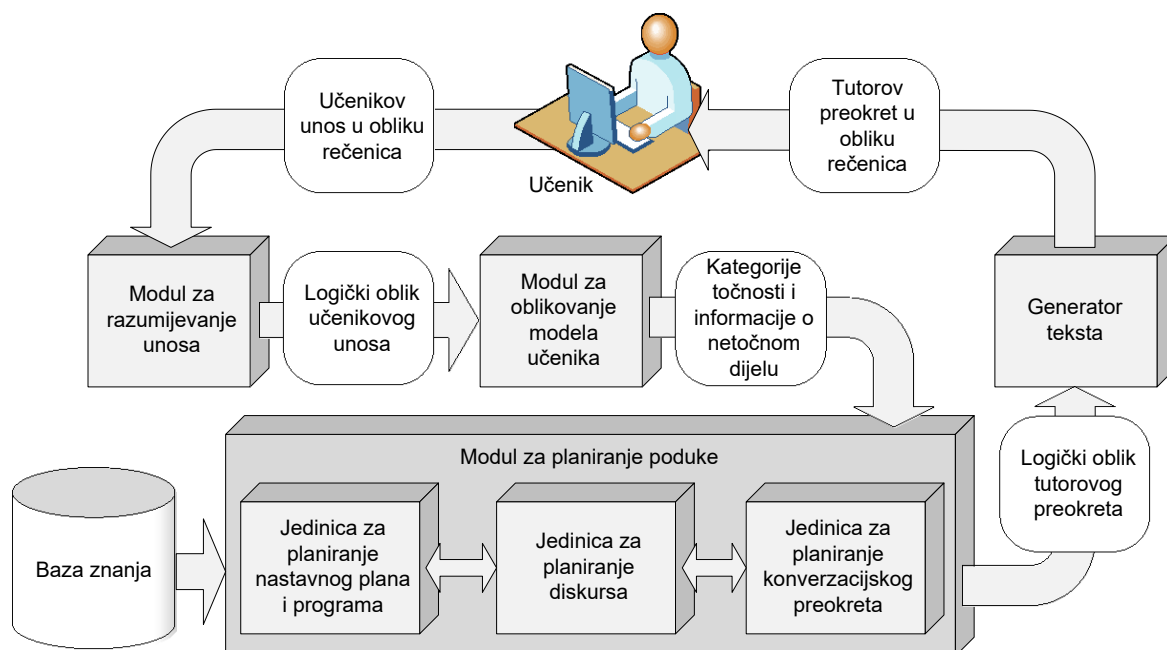 Učenikov
unos u obliku
rečenica
Učenik
Tutorov
preokret u
obliku
rečenica
Modul za
razumijevanje
unosa
Logički oblik
učenikovog
unosa
Modul za
oblikovanje
modela
učenika
Kategorije
točnosti i
informacije o
netočnom
dijelu
Generator
teksta
Modul za planiranje poduke
Baza znanja
Jedinica za
planiranje
nastavnog plana
i programa
Jedinica za
planiranje
diskursa
Jedinica za
planiranje
konverzacijskog
preokreta
Logički oblik
tutorovog
preokreta